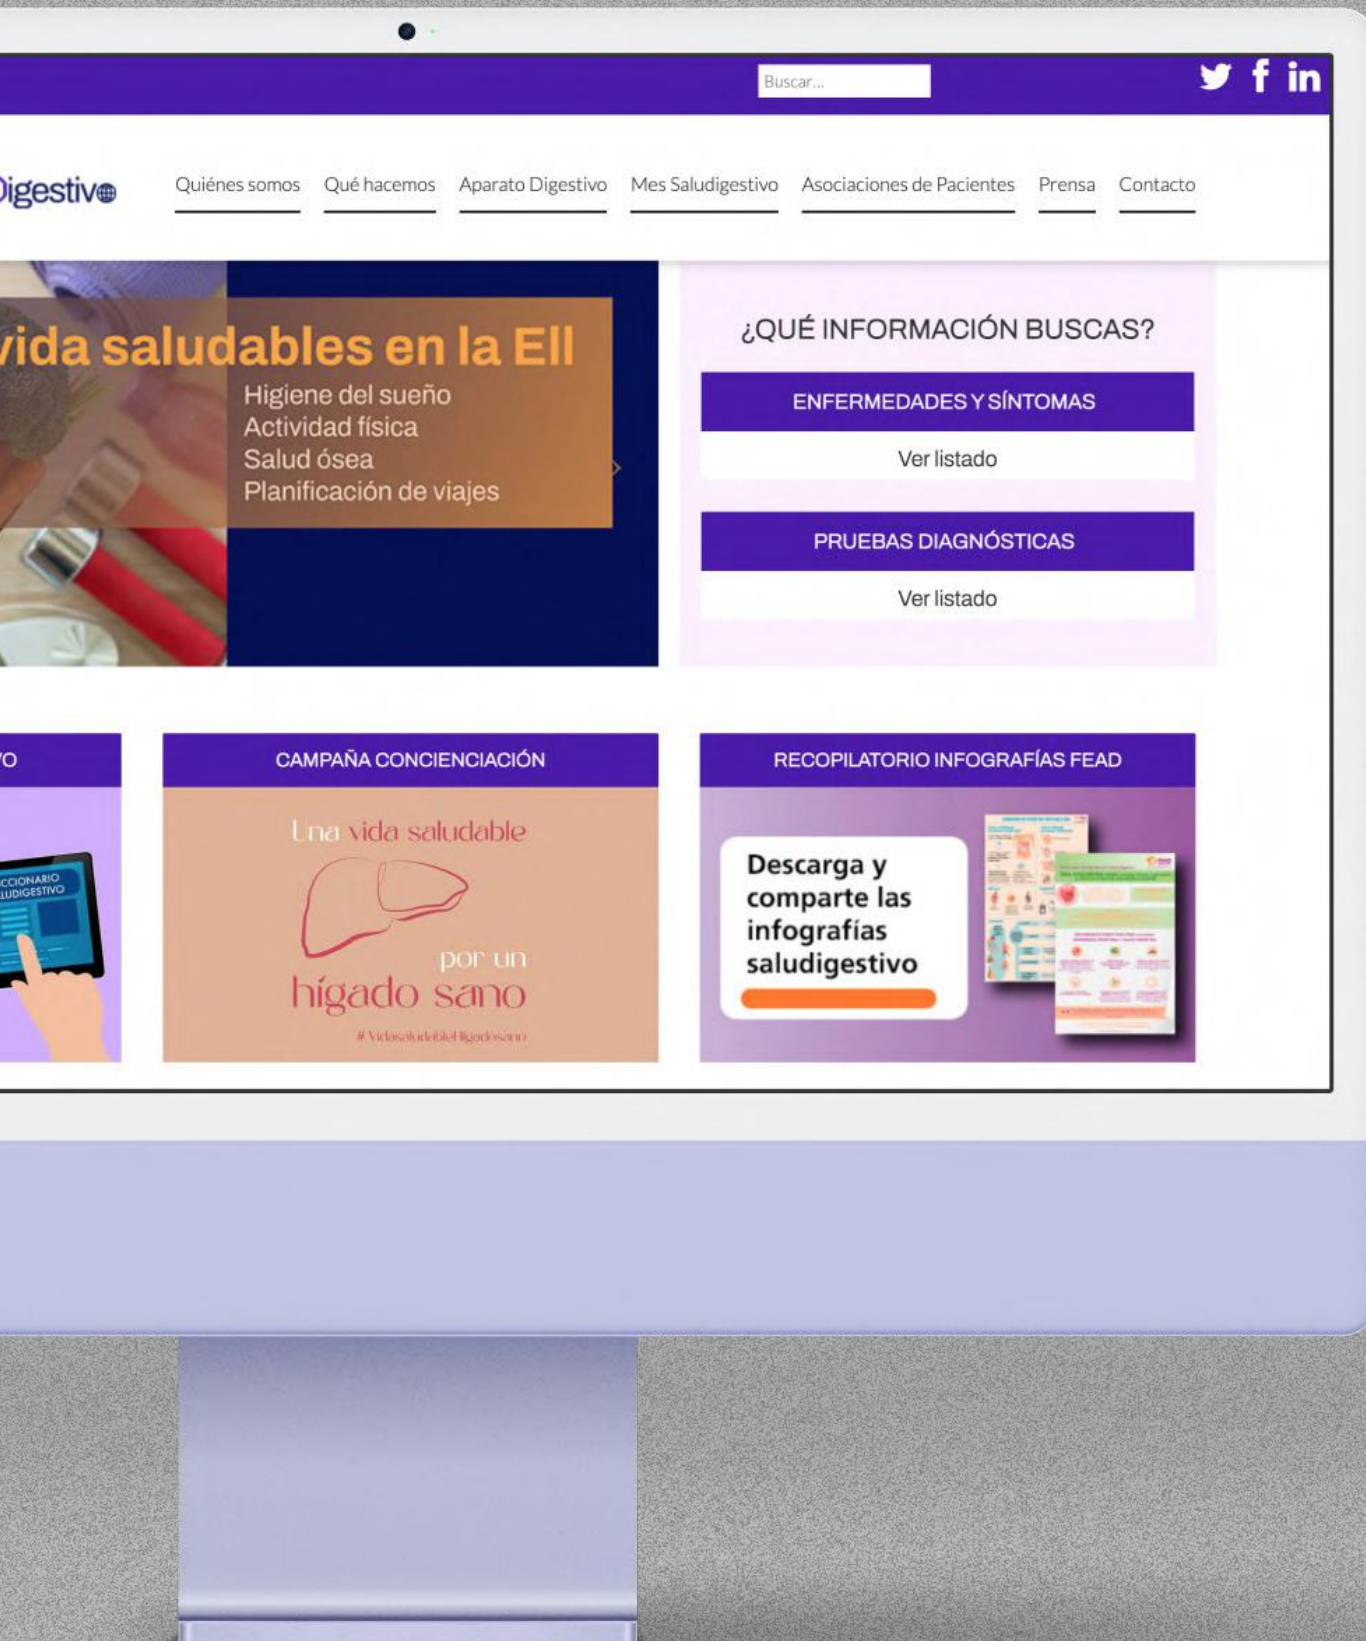 Buscar...
Digestivo
Quiénes somos Qué hacemos Aparato Digestivo Mes Saludigestivo Asociaciones de Pacientes Prensa Contacto
vida saludables en la EII
Higiene del sueño
Actividad física
Salud ósea
Planificación de viajes
¿QUÉ INFORMACIÓN BUSCAS?
ENFERMEDADES Y SÍNTOMAS
Ver listado
PRUEBAS DIAGNÓSTICAS
Ver listado
VO
CCIONARIO
LUDIGESTIVO
CAMPAÑA CONCIENCIACIÓN
Una vida saludable
por un
hígado sano
#VidasaludableHígadosano
RECOPILATORIO INFOGRAFÍAS FEAD
Descarga y
comparte las
infografías
saludigestivo